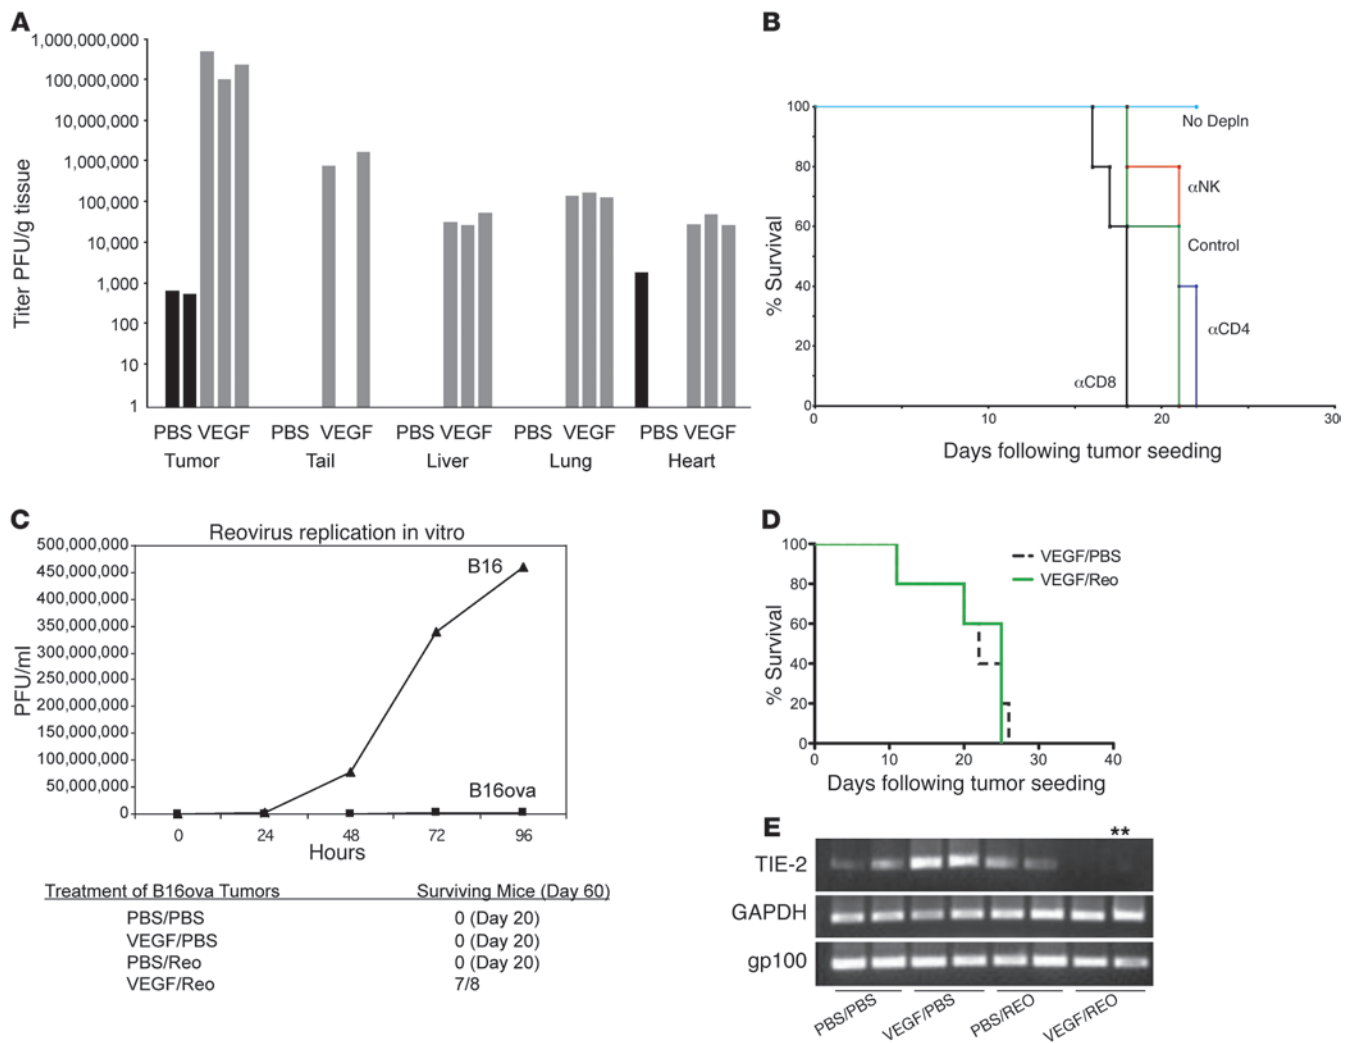 A
1,000,000,000
100,000,000
10,000,000
1,000,000
100,000
10,000
1,000
100
10
1
Titer PFU/g tissue
PBS VEGF PBS VEGF PBS VEGF PBS VEGF PBS VEGF
Tumor Tail Liver Lung Heart
B
100
80
60
40
20
0
% Survival
No Depln
αNK
Control
αCD4
αCD8
0 10 20 30
Days following tumor seeding
C
Reovirus replication in vitro
500,000,000
450,000,000
400,000,000
350,000,000
300,000,000
250,000,000
200,000,000
150,000,000
100,000,000
50,000,000
0
PFU/ml
B16
B16ova
0 24 48 72 96
Hours
Treatment of B16ova Tumors Surviving Mice (Day 60)
PBS/PBS 0 (Day 20)
VEGF/PBS 0 (Day 20)
PBS/Reo 0 (Day 20)
VEGF/Reo 7/8
D
100
80
60
40
20
0
% Survival
VEGF/PBS
VEGF/Reo
0 10 20 30 40
Days following tumor seeding
E
**
TIE-2
GAPDH
gp100
PBS/PBS VEGF/PBS PBS/REO VEGF/REO